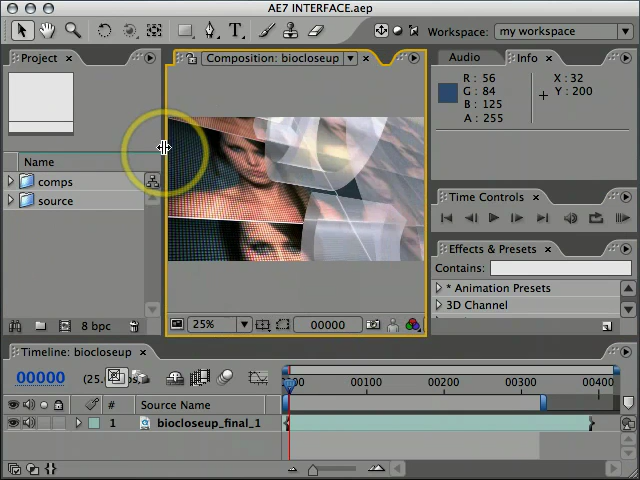 AE7 INTERFACE.aep
Workspace: my workspace
Project ×
Composition: biocloseup ×
Audio Info ×
R : 56 X : 32
G : 84 Y : 200
B : 125
A : 255
Name
comps
source
Time Controls ×
Effects & Presets ×
Contains:
* Animation Presets
3D Channel
8 bpc
25% 00000
Timeline: biocloseup ×
00000 (25.
00100 00200 00300 00400
# Source Name
1 biocloseup_final_1